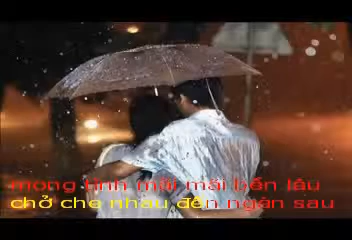 mong tình mãi mãi bền lâu
chở che nhau đến ngàn sau